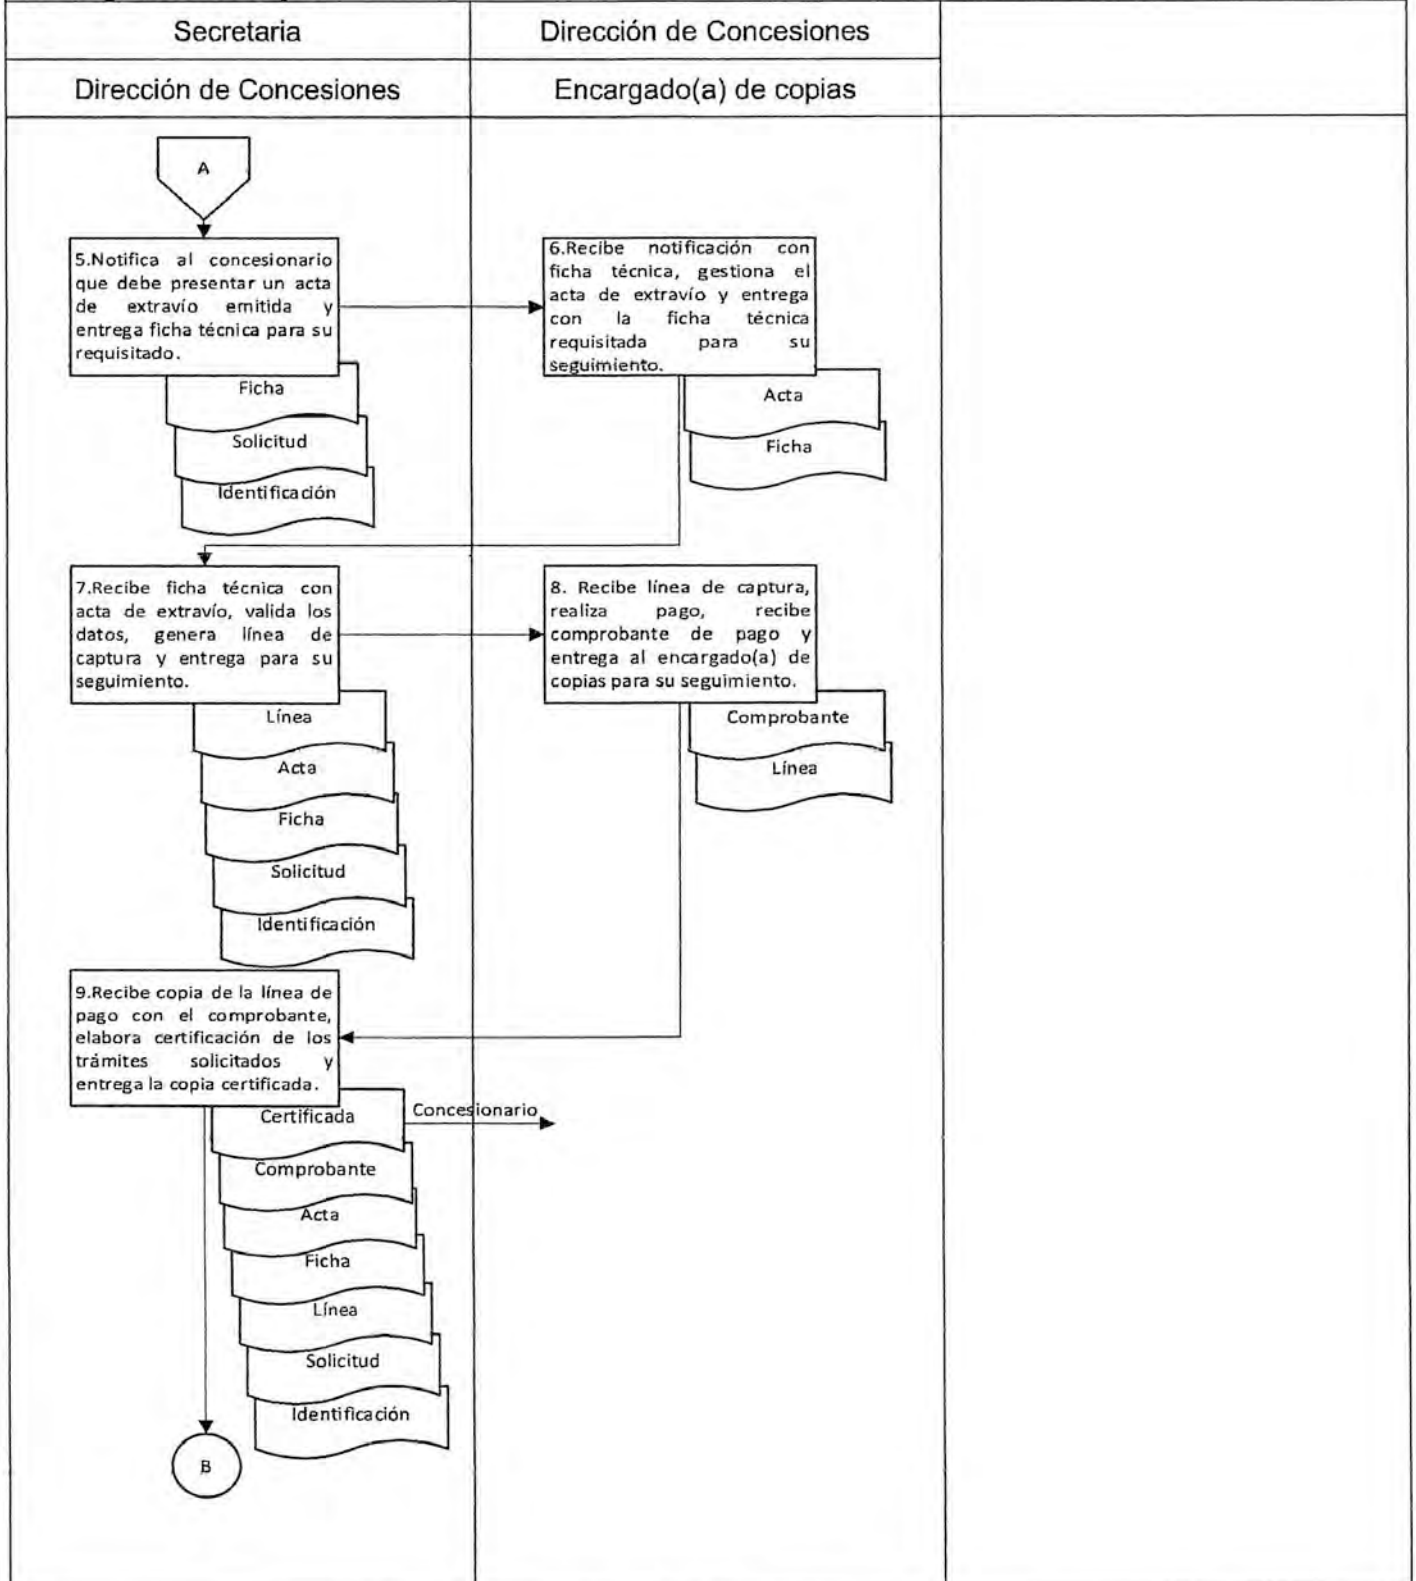 Secretaria
Dirección de Concesiones
Dirección de Concesiones
Encargado(a) de copias
A
5.Notifica al concesionario
que debe presentar un acta
de extravío emitida y
entrega ficha técnica para su
requisitado.
Ficha
Solicitud
Identificación
6.Recibe notificación con
ficha técnica, gestiona el
acta de extravío y entrega
con la ficha técnica
requisitada para su
seguimiento.
Acta
Ficha
7.Recibe ficha técnica con
acta de extravío, valida los
datos, genera línea de
captura y entrega para su
seguimiento.
Línea
Acta
Ficha
Solicitud
Identificación
8. Recibe línea de captura,
realiza pago, recibe
comprobante de pago y
entrega al encargado(a) de
copias para su seguimiento.
Comprobante
Línea
9.Recibe copia de la línea de
pago con el comprobante,
elabora certificación de los
trámites solicitados y
entrega la copia certificada.
Certificada
Concesionario
Comprobante
Acta
Ficha
Línea
Solicitud
Identificación
B